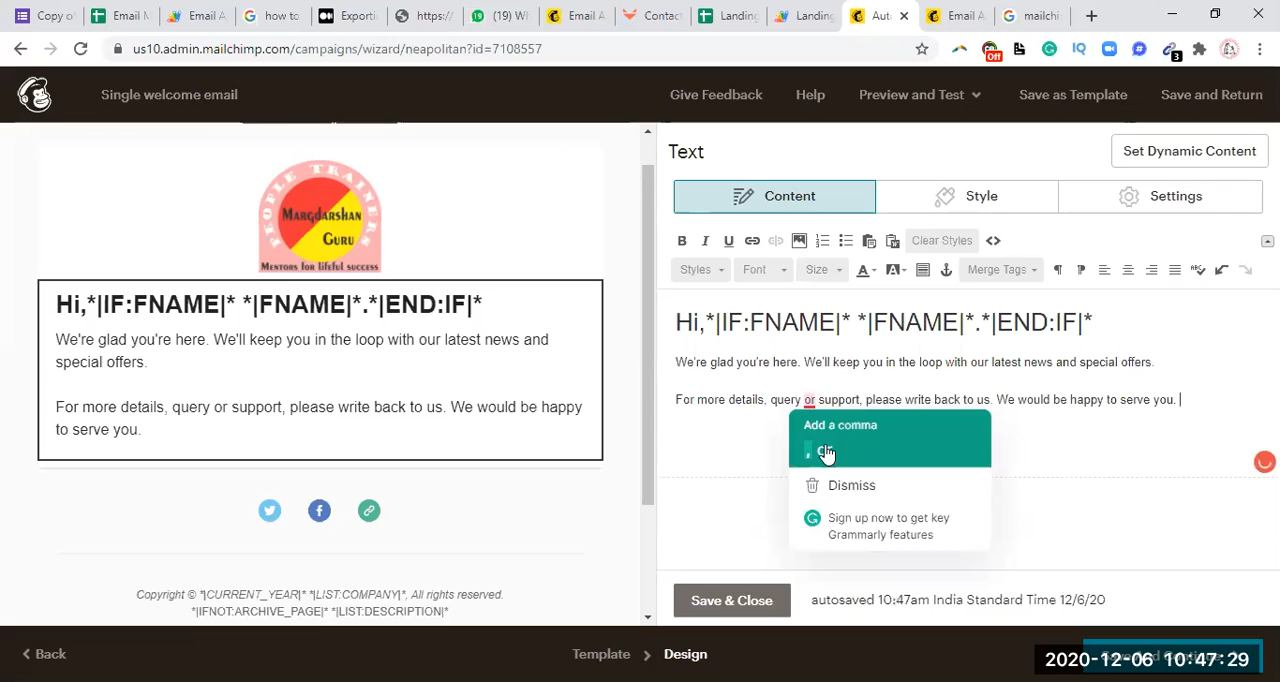 Copy of
Email M
Email A
how to
Exporti
https:/
(19) Wh
Email A
Contac
Landing
Landing
Auto
Email A
mailchi
us10.admin.mailchimp.com/campaigns/wizard/neapolitan?id=7108557
Off
3
Single welcome email
Give Feedback
Help
Preview and Test
Save as Template
Save and Return
PEOPLE TRAINERS
Margdarshan
Guru
Mentors for lifeful success
Hi,*|IF:FNAME|* *|FNAME|*.*|END:IF|*
We're glad you're here. We'll keep you in the loop with our latest news and
special offers.
For more details, query or support, please write back to us. We would be happy
to serve you.
Copyright © *|CURRENT_YEAR|* *|LIST:COMPANY|*, All rights reserved.
*|IFNOT:ARCHIVE_PAGE|* *|LIST:DESCRIPTION|*
Text
Set Dynamic Content
Content
Style
Settings
B I U
Clear Styles
Styles
Font
Size
A
A
Merge Tags
ABC
Hi,*|IF:FNAME|* *|FNAME|*.*|END:IF|*
We're glad you're here. We'll keep you in the loop with our latest news and special offers.
For more details, query or support, please write back to us. We would be happy to serve you.
Add a comma
,
Dismiss
Sign up now to get key
Grammarly features
Save & Close
autosaved 10:47am India Standard Time 12/6/20
Back
Template
Design
2020-12-06 10:47:29